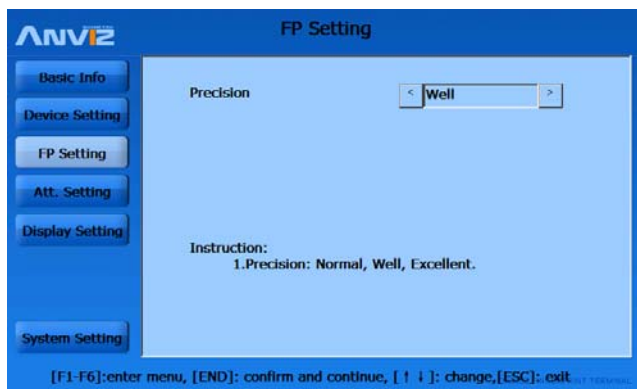 ANVIZ
FP Setting
Basic Info
Device Setting
FP Setting
Att. Setting
Display Setting
System Setting
Precision
< Well >
Instruction:
1.Precision: Normal, Well, Excellent.
[F1-F6]:enter menu, [END]: confirm and continue, [ ↑ ↓ ]: change,[ESC]: exit